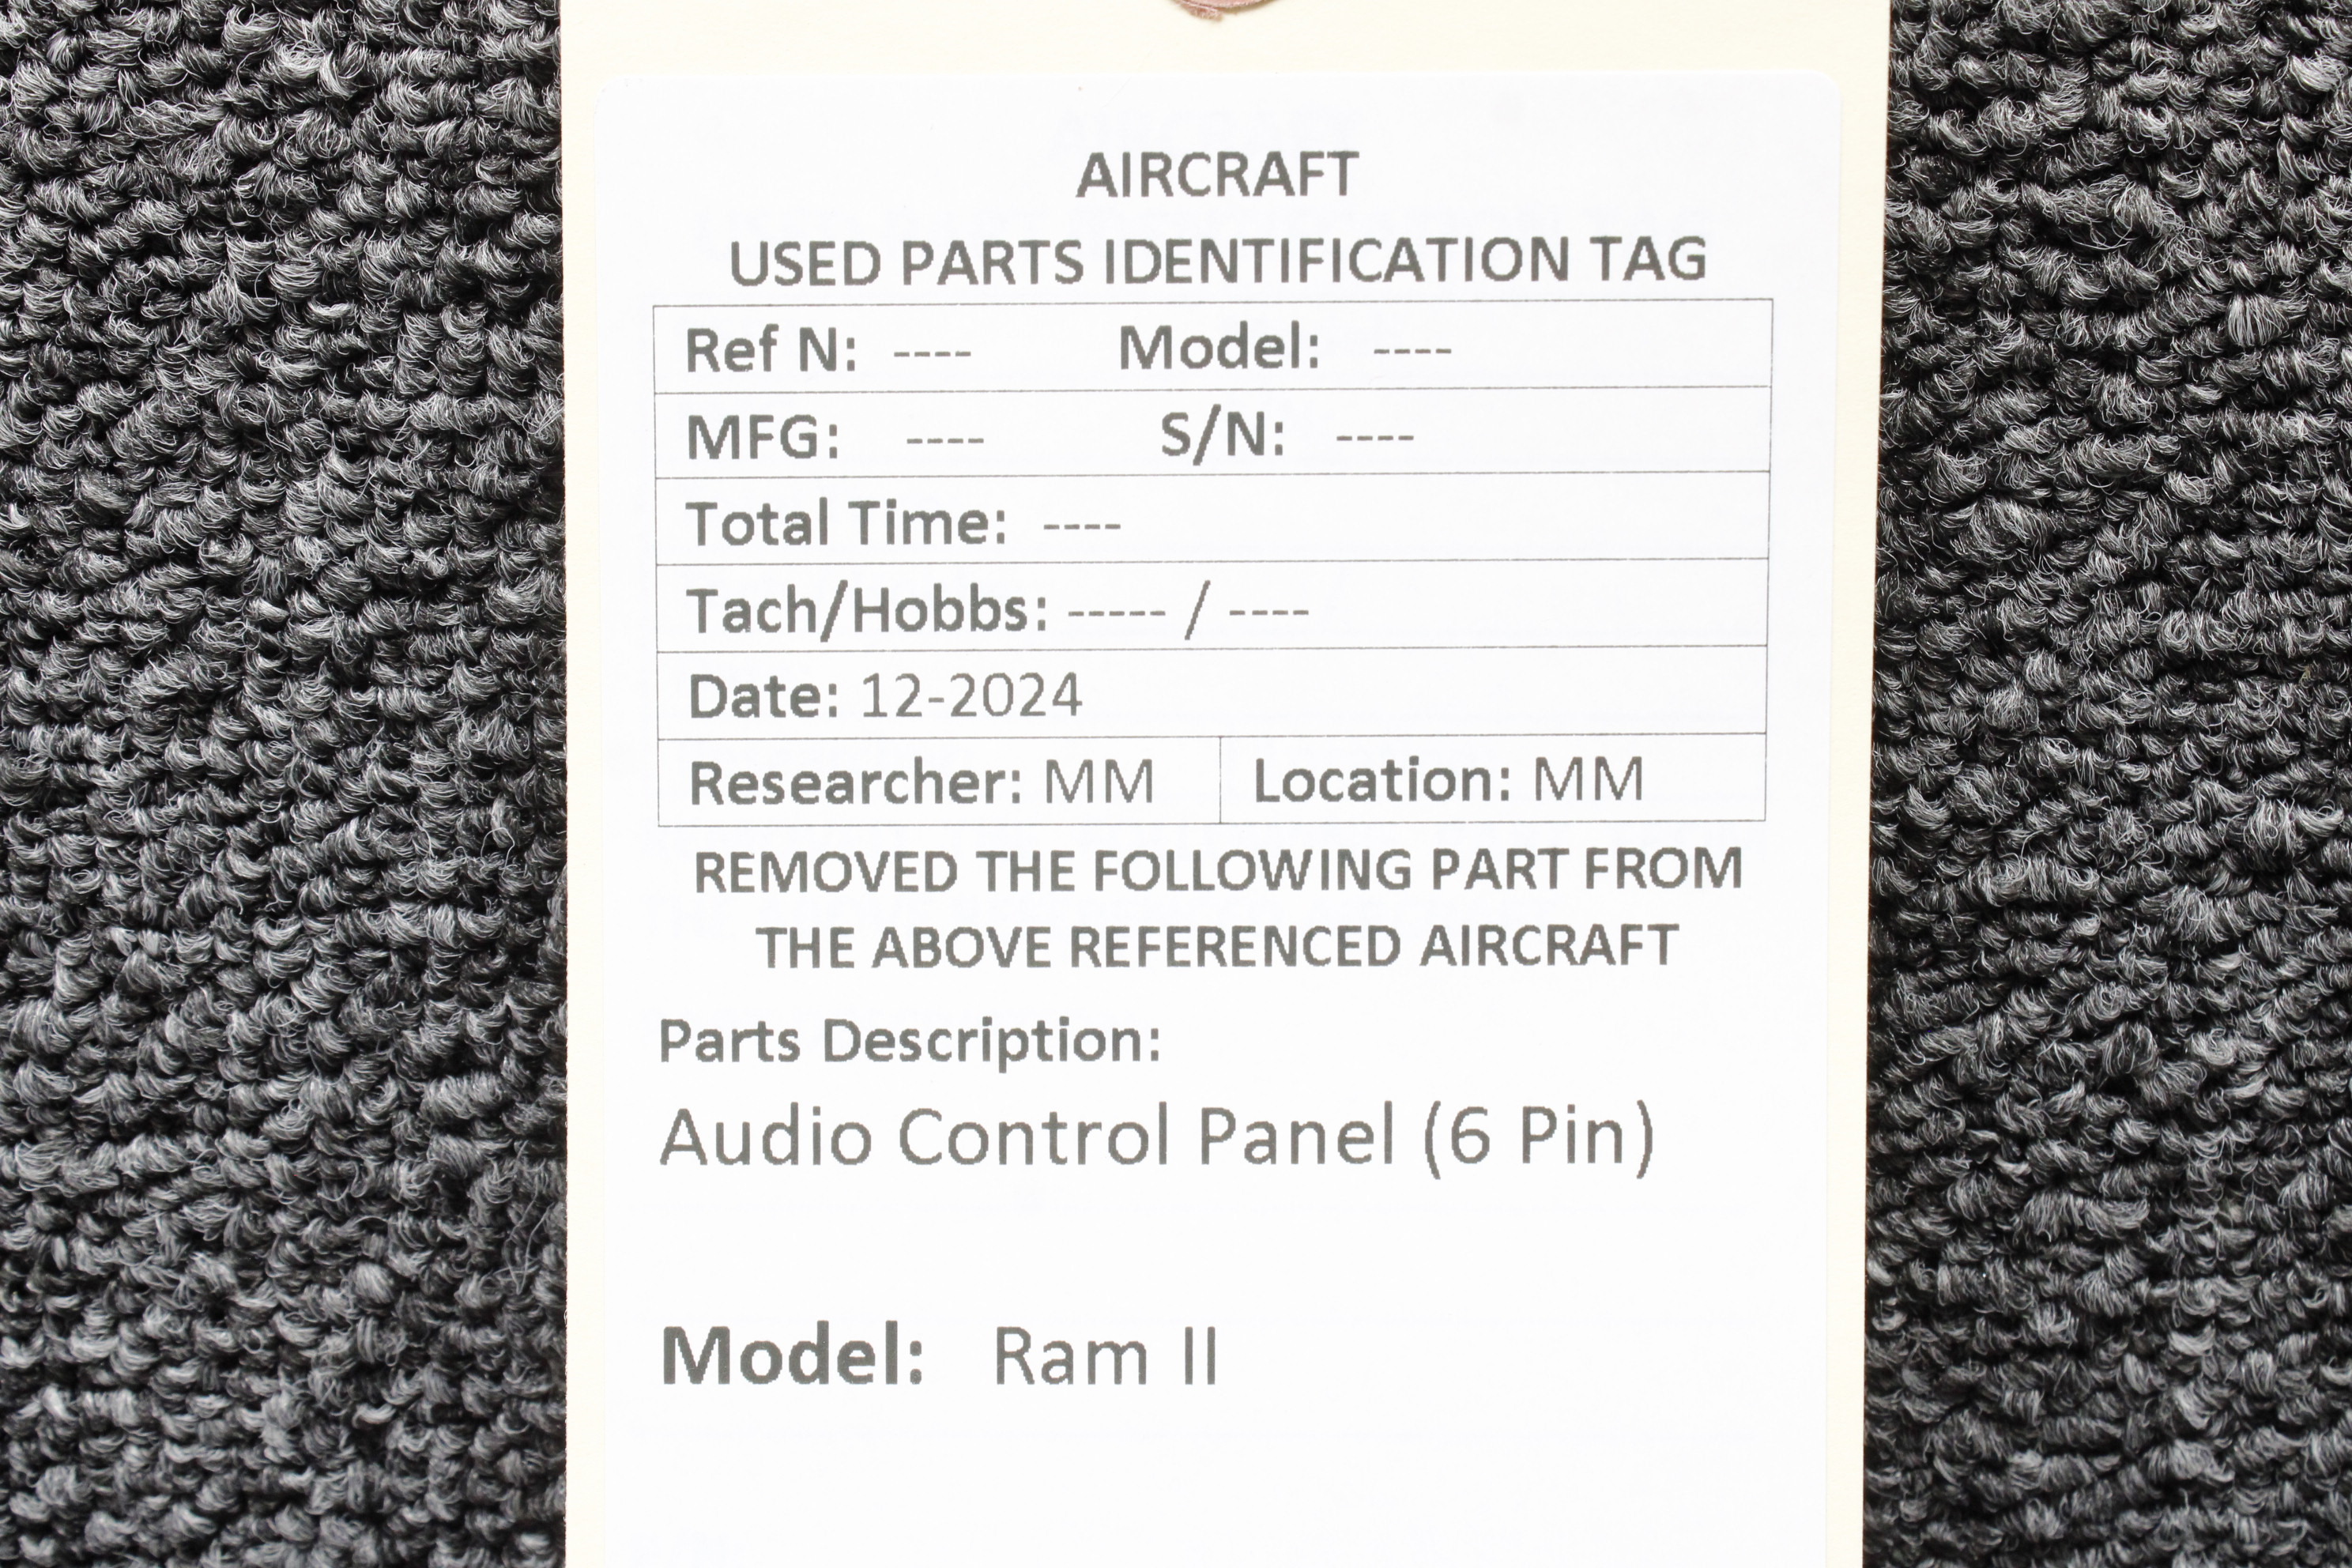 AIRCRAFT
USED PARTS IDENTIFICATION TAG
Ref N: ---- Model: ----
MFG: ---- S/N: ----
Total Time: ----
Tach/Hobbs: ----- / ----
Date: 12-2024
Researcher: MM Location: MM
REMOVED THE FOLLOWING PART FROM
THE ABOVE REFERENCED AIRCRAFT
Parts Description:
Audio Control Panel (6 Pin)
Model: Ram II